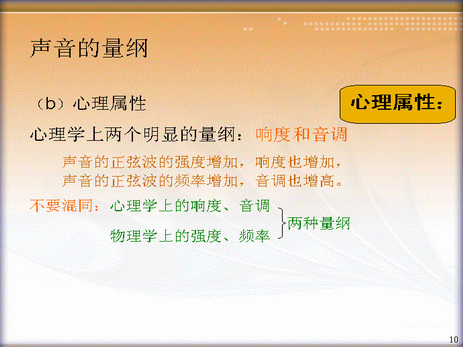 声音的量纲
（b）心理属性
心理属性：
心理学上两个明显的量纲：响度和音调
声音的正弦波的强度增加，响度也增加，
声音的正弦波的频率增加，音调也增高。
不要混同：心理学上的响度、音调
两种量纲
物理学上的强度、频率
10